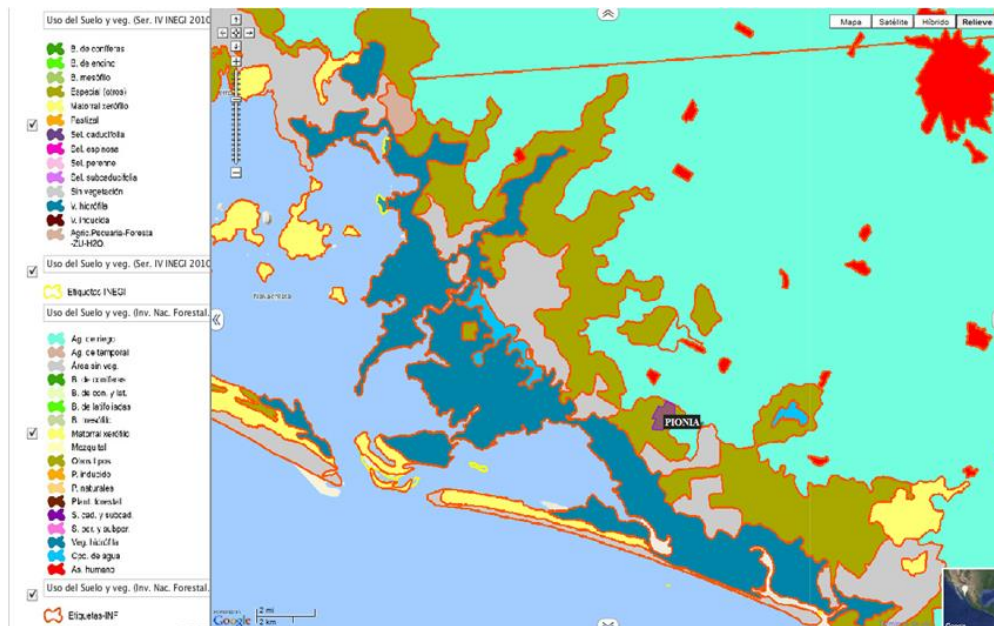 Uso del Suelo y veg. (Ser. IV INEGI 2010
B. de coníferas
B. de encino
B. mesófilo
Especial (otros)
Matorral xerófilo
Pastizal
Sel. caducifolia
Sel. espinosa
Sel. perenne
Sel. subcaducifolia
Sin vegetación
V. hidrófila
V. inducida
Agric.Pecuaria-Foresta
-ZU-H2O.
Uso del Suelo y veg. (Ser. IV INEGI 2010
Etiquetas INEGI
Uso del Suelo y veg. (Inv. Nac. Forestal.
Ag. de riego
Ag. de temporal
Área sin veg.
B. de coníferas
B. de con. y lat.
B. de latifoliadas
B. mesófilo
Matorral xerófilo
Mezquital
Otros tipos
P. inducido
P. naturales
Plant. forestal
S. cad. y subcad.
S. per. y subper.
Veg. hidrófila
Cpo. de agua
As. humano
Uso del Suelo y veg. (Inv. Nac. Forestal.
Etiquetas-INF
Mapa
Satélite
Híbrido
Relieve
Navachiste
PIONIA
POWERED BY
Google
2 mi
2 km